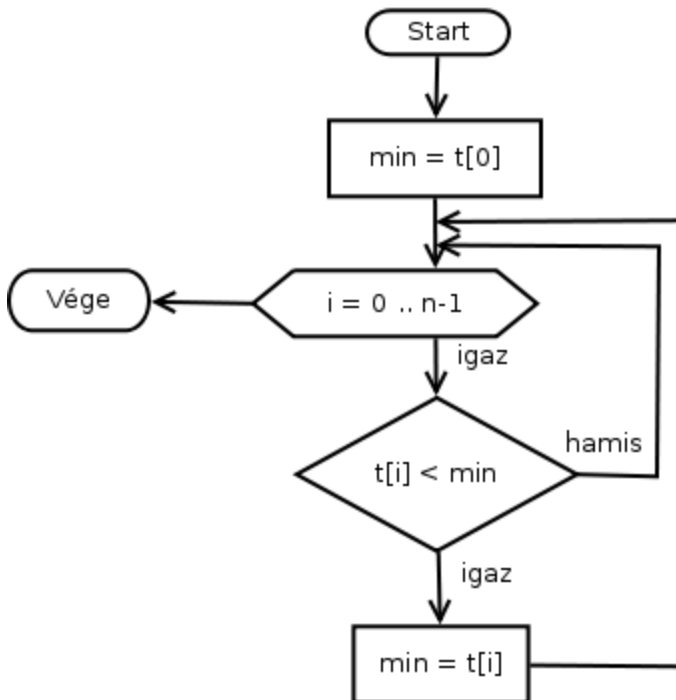 Start
min = t[0]
Vége
i = 0 .. n-1
igaz
hamis
t[i] < min
igaz
min = t[i]